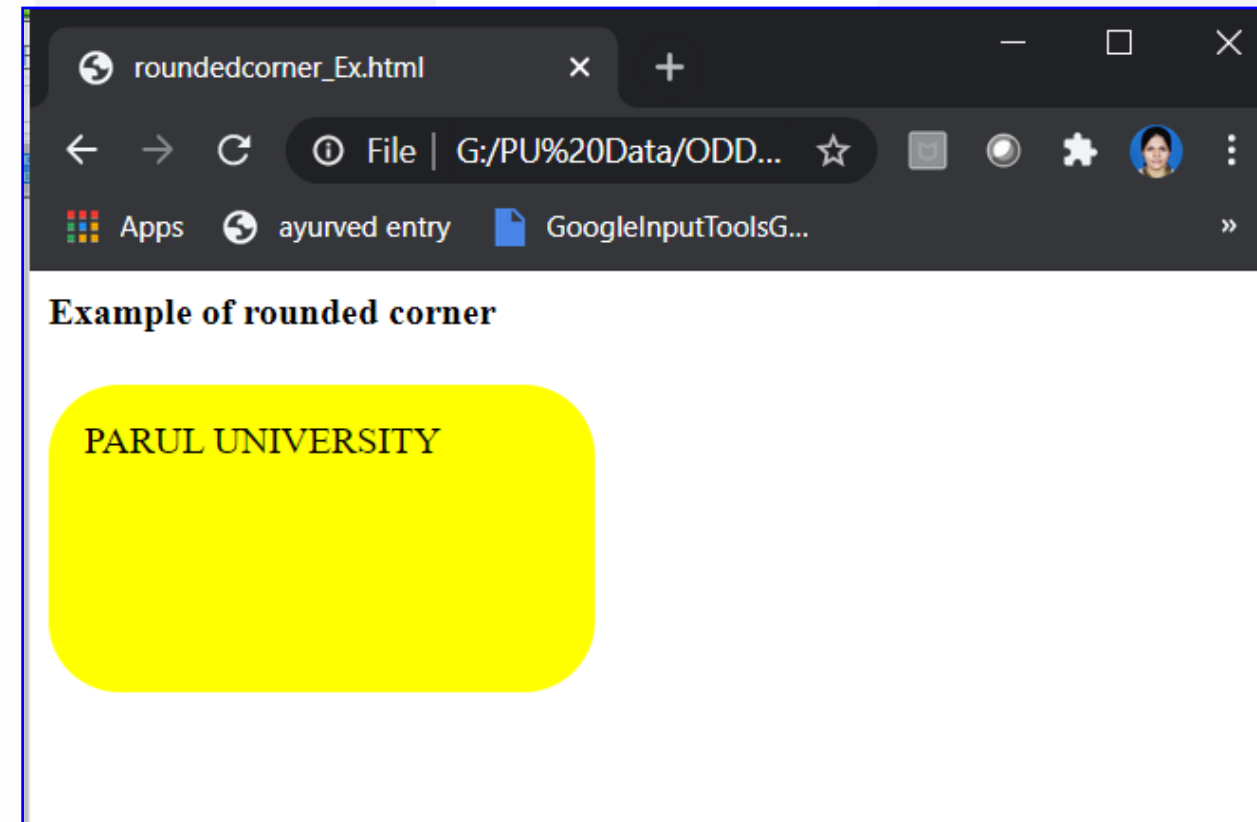 roundedcorner_Ex.html
File | G:/PU%20Data/ODD...
Apps ayurved entry GoogleInputToolsG...
Example of rounded corner
PARUL UNIVERSITY